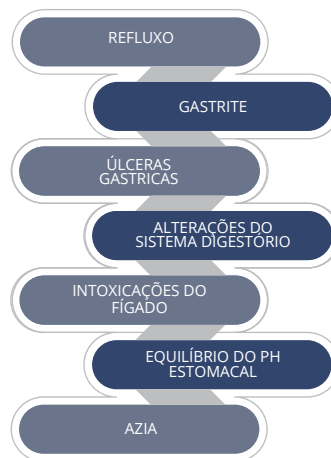 REFLUXO
GASTRITE
ÚLCERAS
GASTRICAS
ALTERAÇÕES DO
SISTEMA DIGESTÓRIO
INTOXICAÇÕES DO
FÍGADO
EQUILÍBRIO DO PH
ESTOMACAL
AZIA